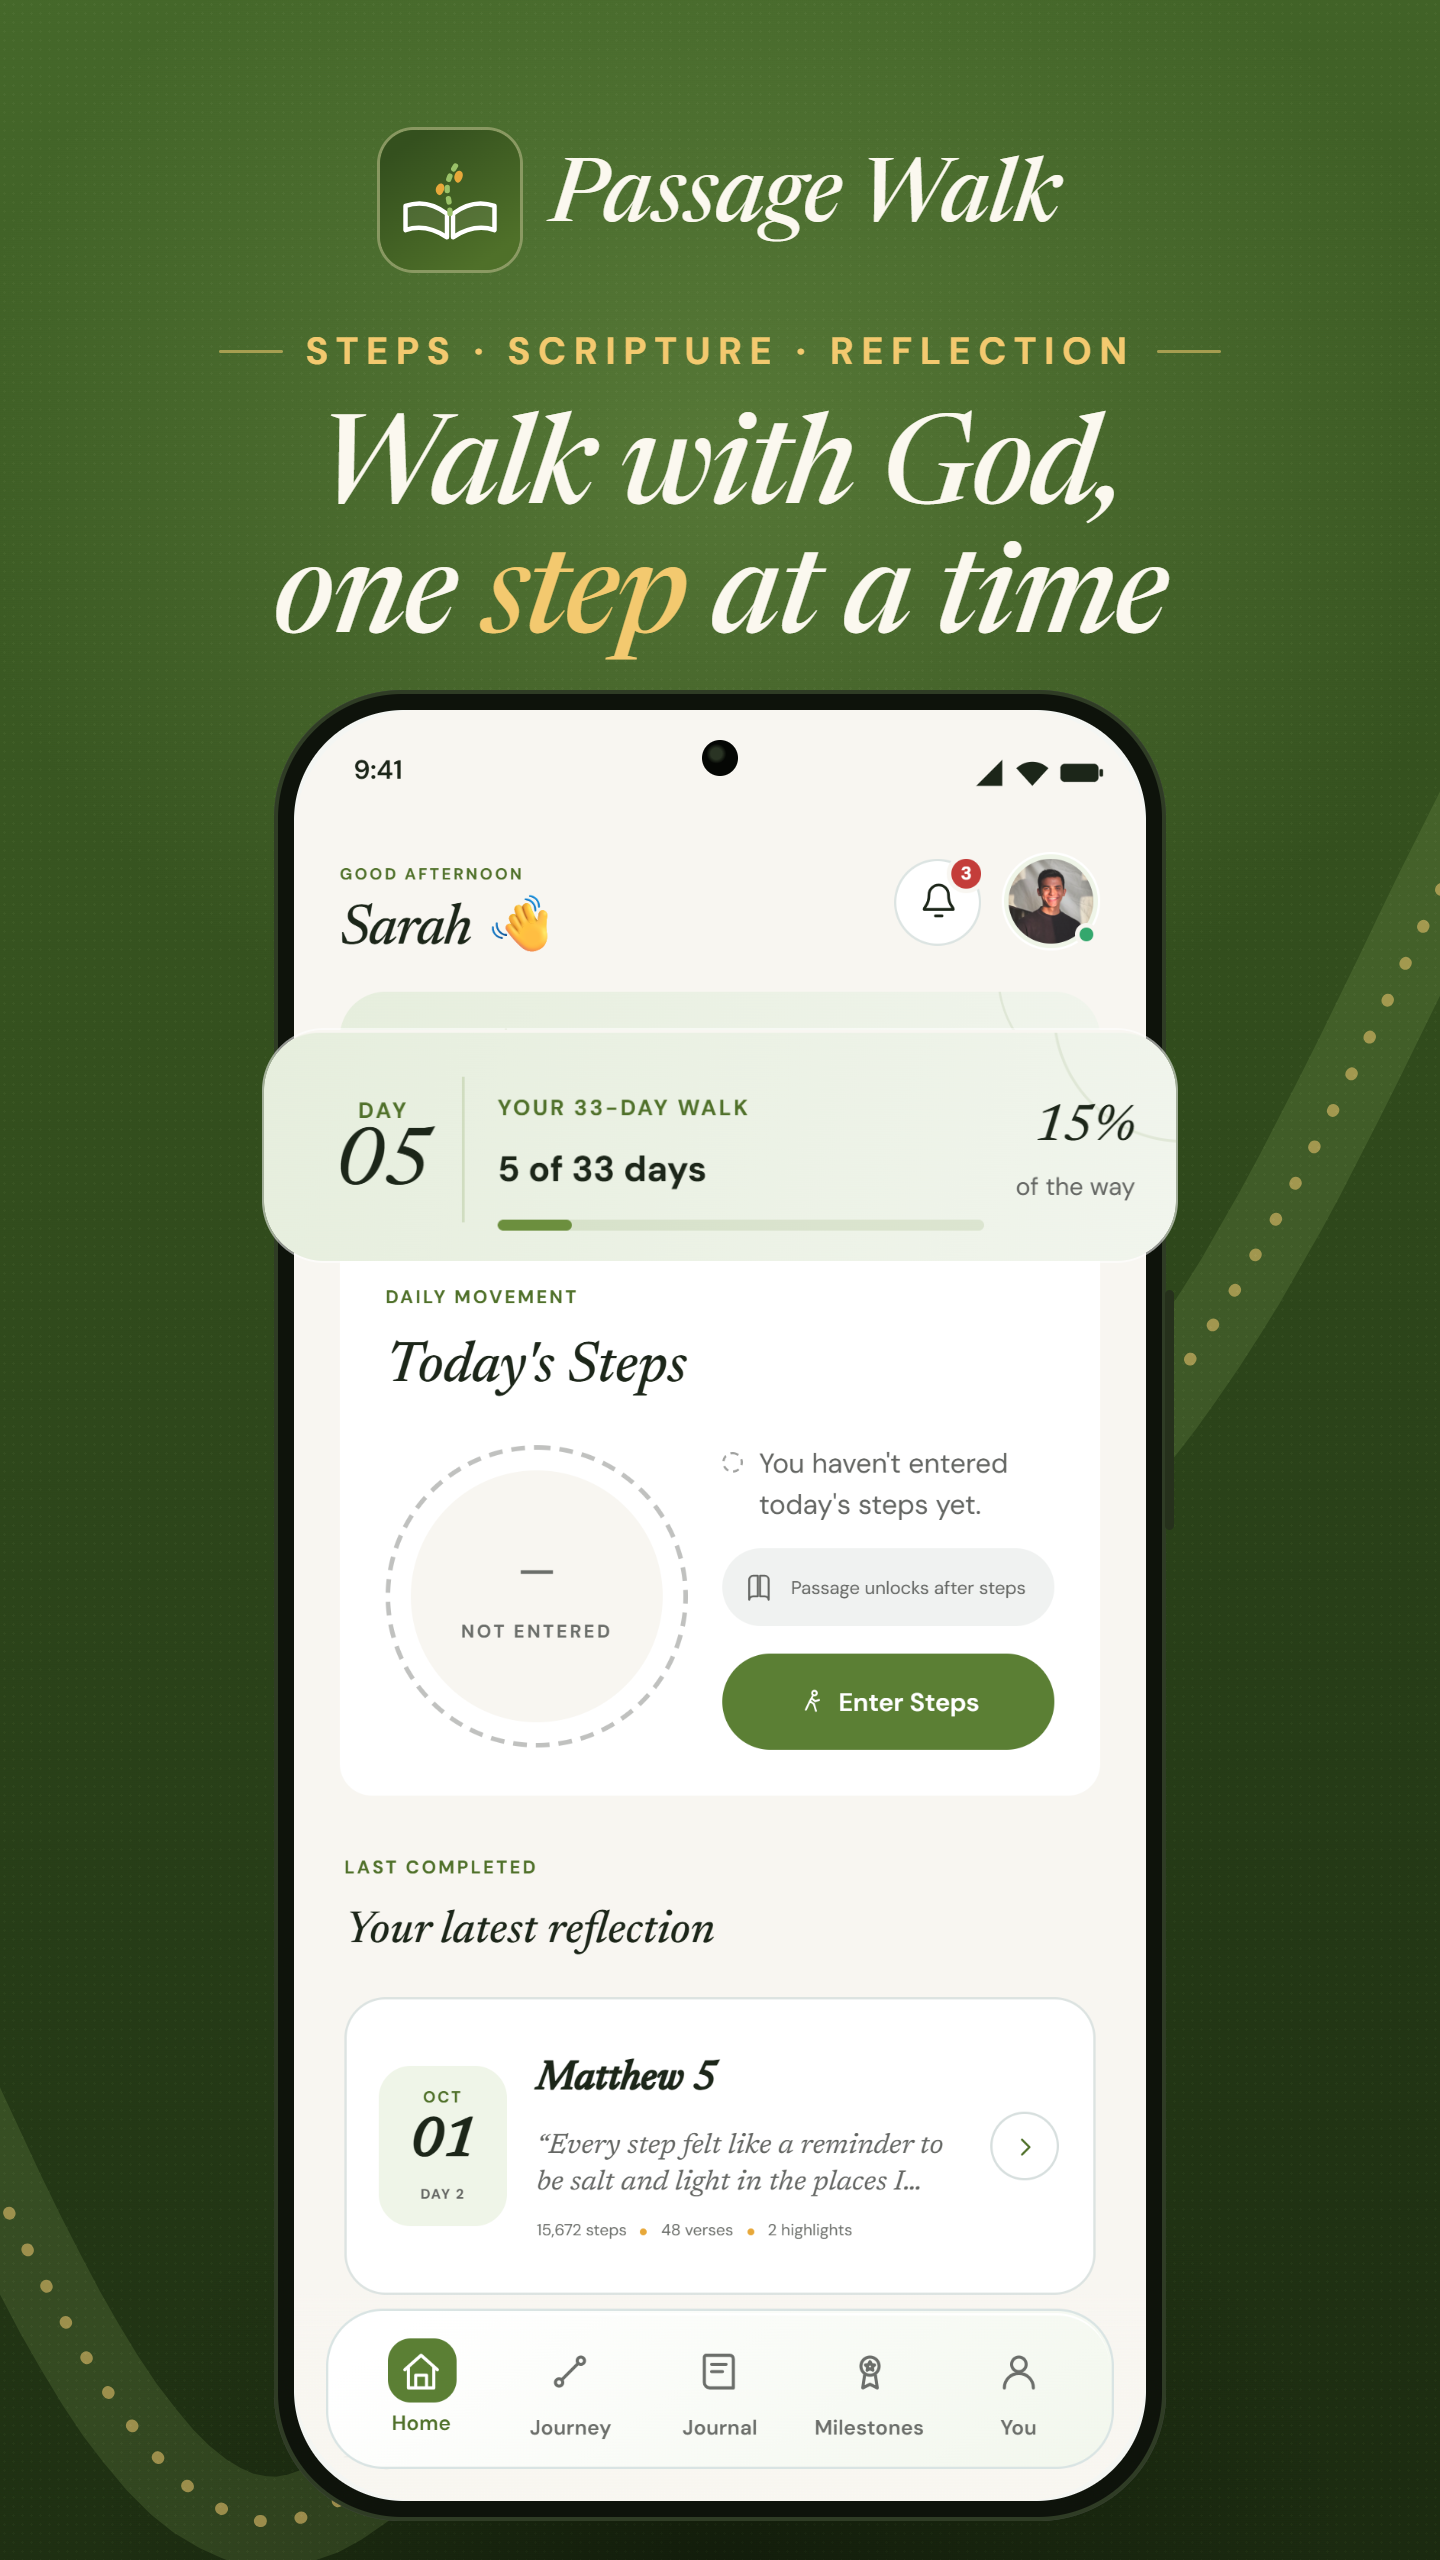 Passage Walk
STEPS · SCRIPTURE · REFLECTION
Walk with God,
one step at a time
9:41
GOOD AFTERNOON
Sarah 👋
3
DAY
05
YOUR 33-DAY WALK
5 of 33 days
15%
of the way
DAILY MOVEMENT
Today's Steps
—
NOT ENTERED
You haven't entered
today's steps yet.
Passage unlocks after steps
Enter Steps
LAST COMPLETED
Your latest reflection
OCT
01
DAY 2
Matthew 5
“Every step felt like a reminder to
be salt and light in the places I...
15,672 steps • 48 verses • 2 highlights
Home
Journey
Journal
Milestones
You